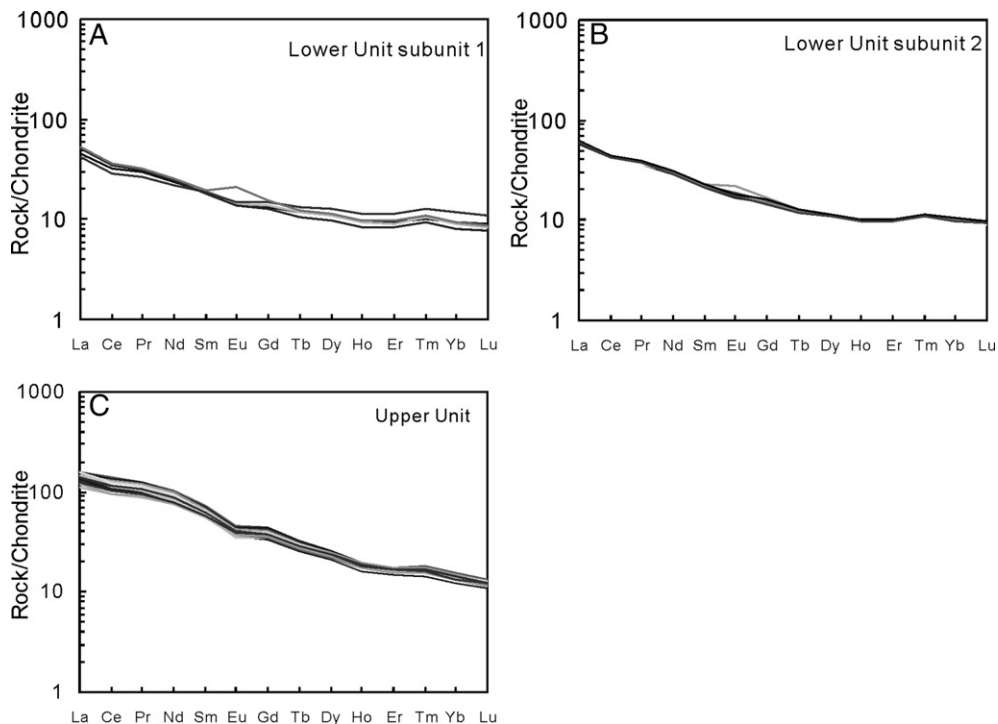 A
Lower Unit subunit 1
1000
100
10
1
Rock/Chondrite
La Ce Pr Nd Sm Eu Gd Tb Dy Ho Er Tm Yb Lu
B
Lower Unit subunit 2
1000
100
10
1
Rock/Chondrite
La Ce Pr Nd Sm Eu Gd Tb Dy Ho Er Tm Yb Lu
C
Upper Unit
1000
100
10
1
Rock/Chondrite
La Ce Pr Nd Sm Eu Gd Tb Dy Ho Er Tm Yb Lu